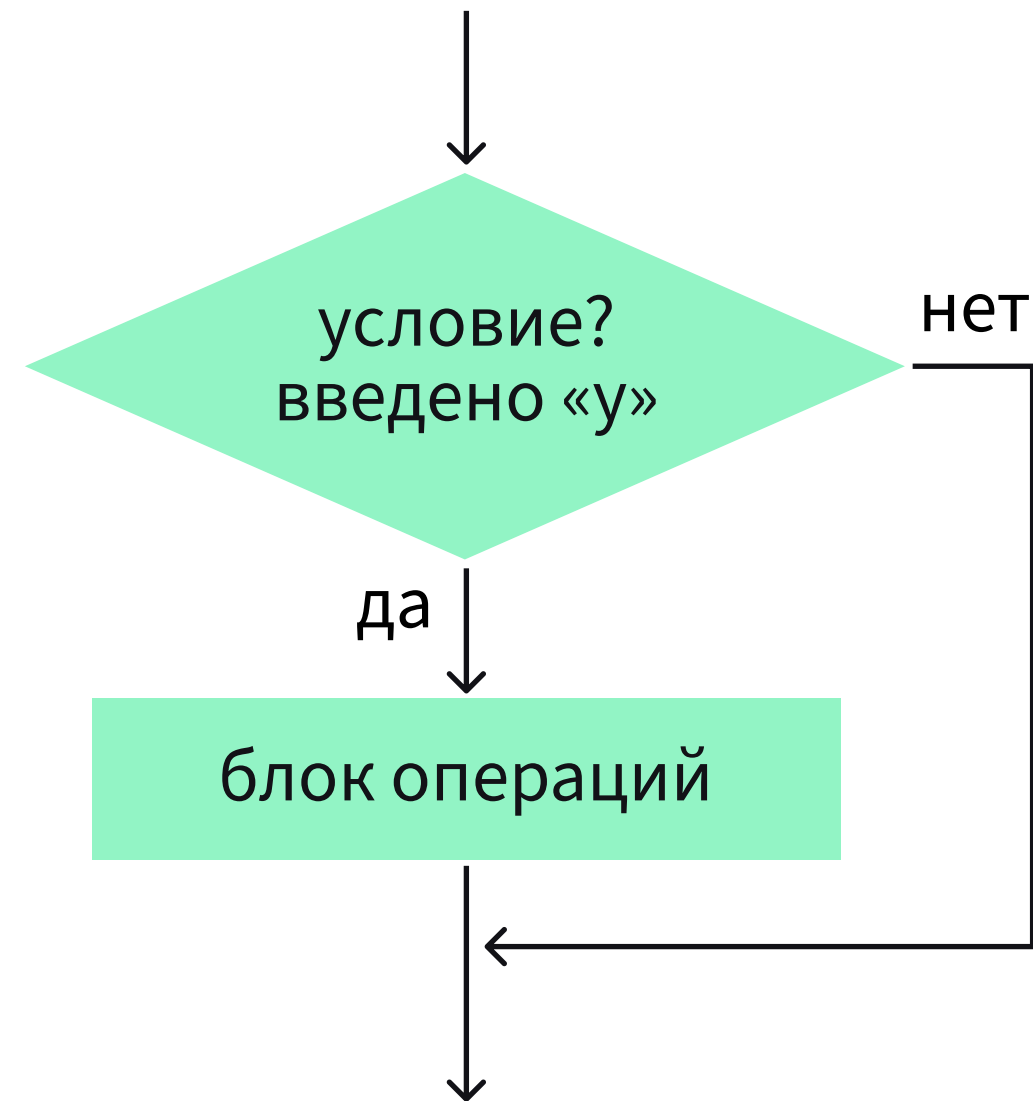 условие?
введено «у»
нет
да
блок операций